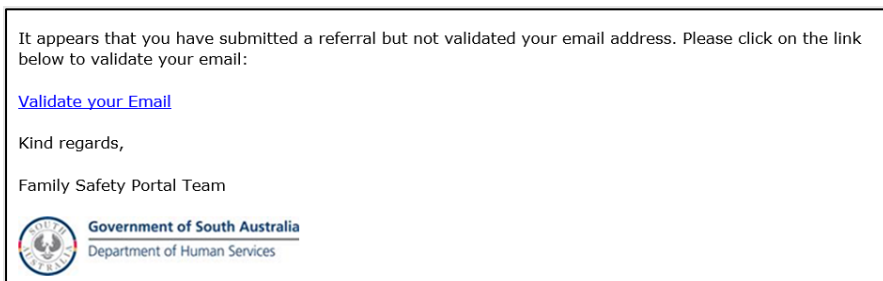 It appears that you have submitted a referral but not validated your email address. Please click on the link
below to validate your email:
Validate your Email
Kind regards,
Family Safety Portal Team
SOUTH
AUSTRALIA
Government of South Australia
Department of Human Services